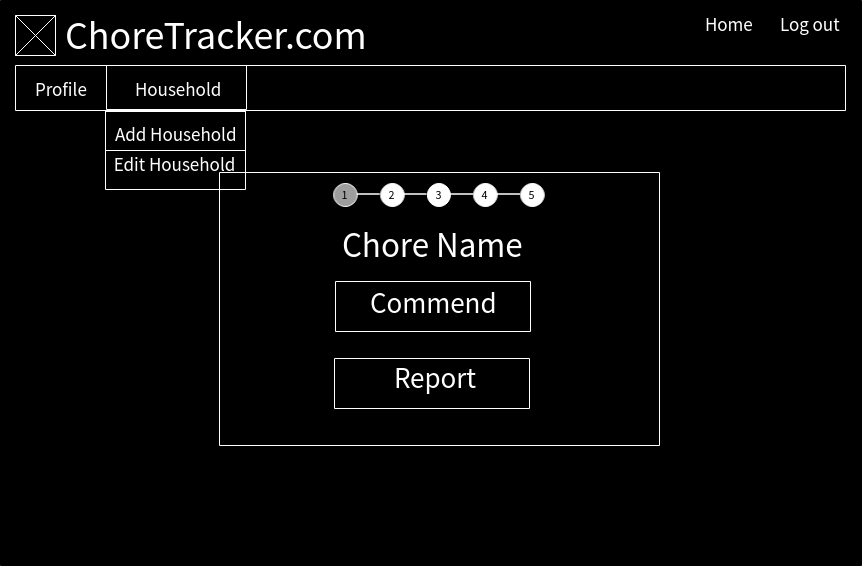 ChoreTracker.com
Home Log out
Profile Household
Add Household
Edit Household
1 2 3 4 5
Chore Name
Commend
Report